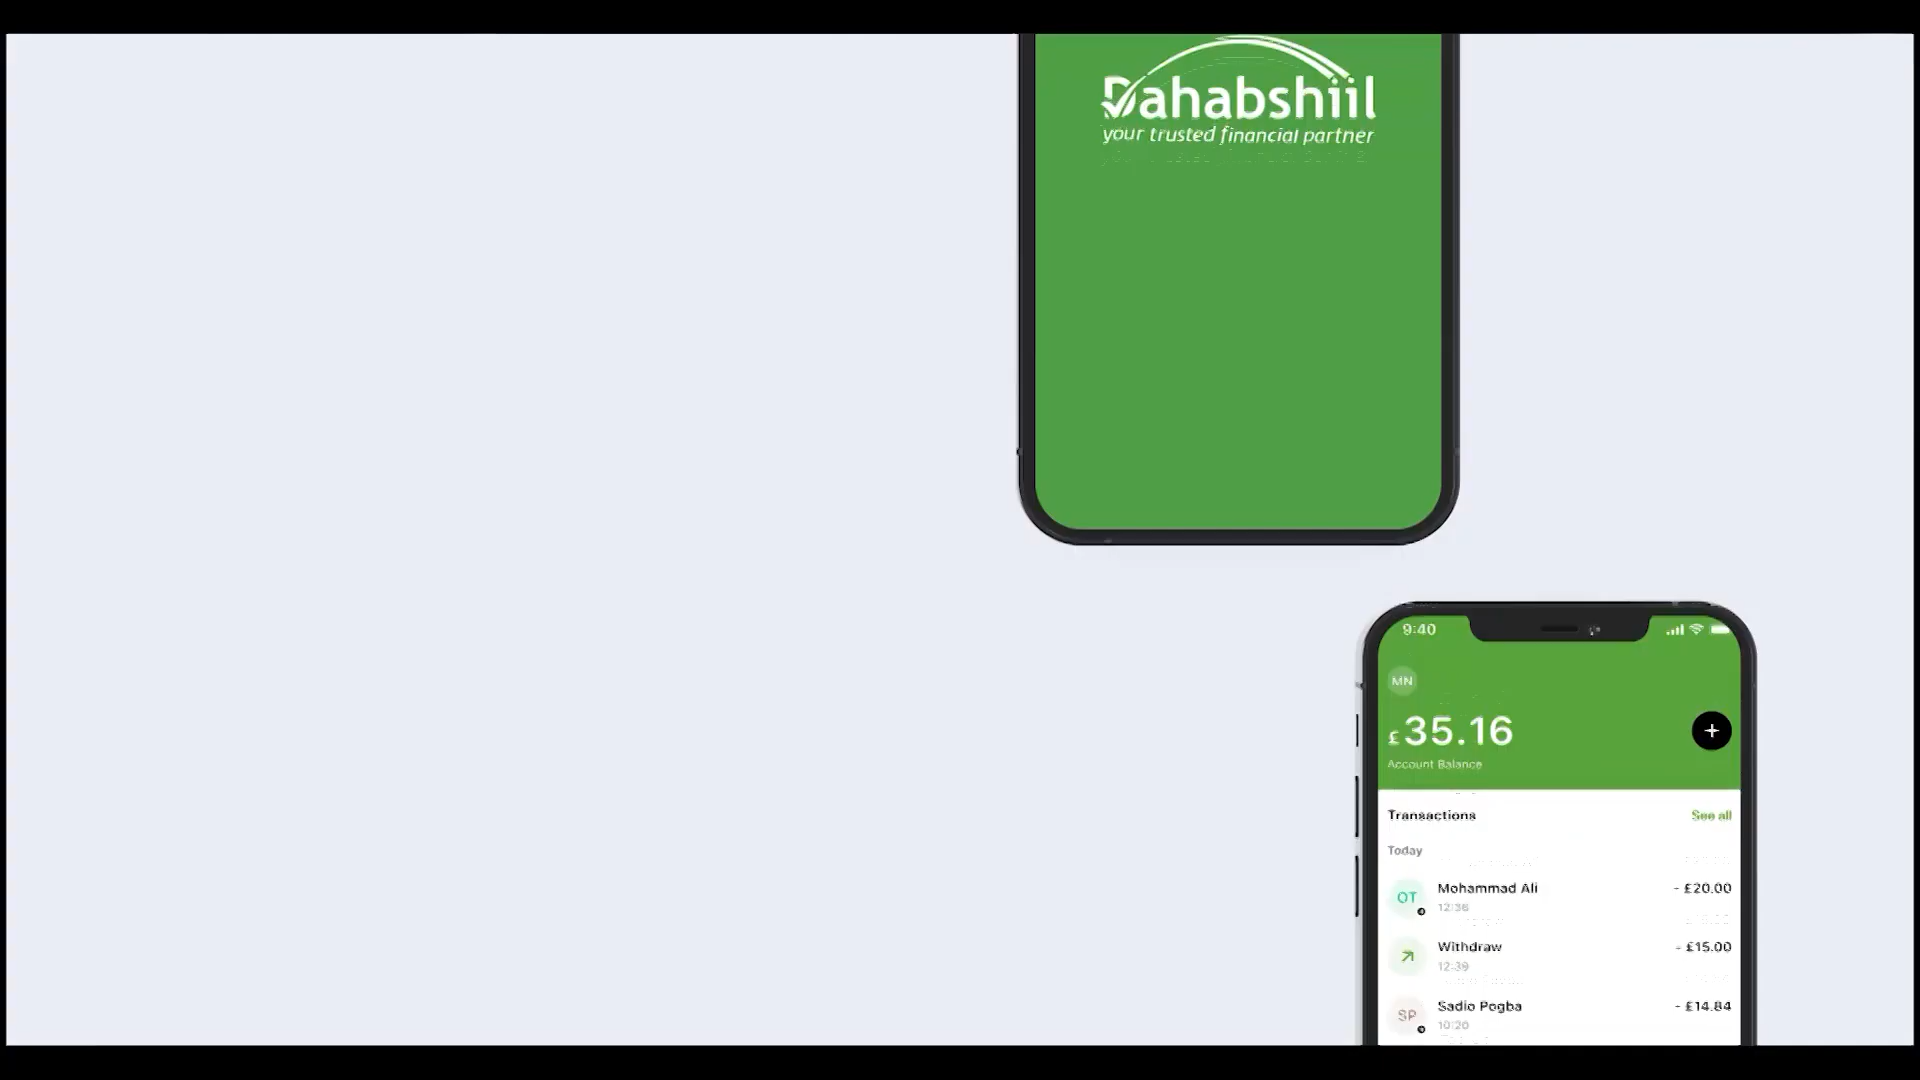 Dahabshiil
your trusted financial partner
9:40
MN
£35.16
+
Account Balance
Transactions See all
Today
OT Mohammad Ali - £20.00
12:36
Withdraw - £15.00
12:39
SP Sadio Pogba - £14.84
10:20